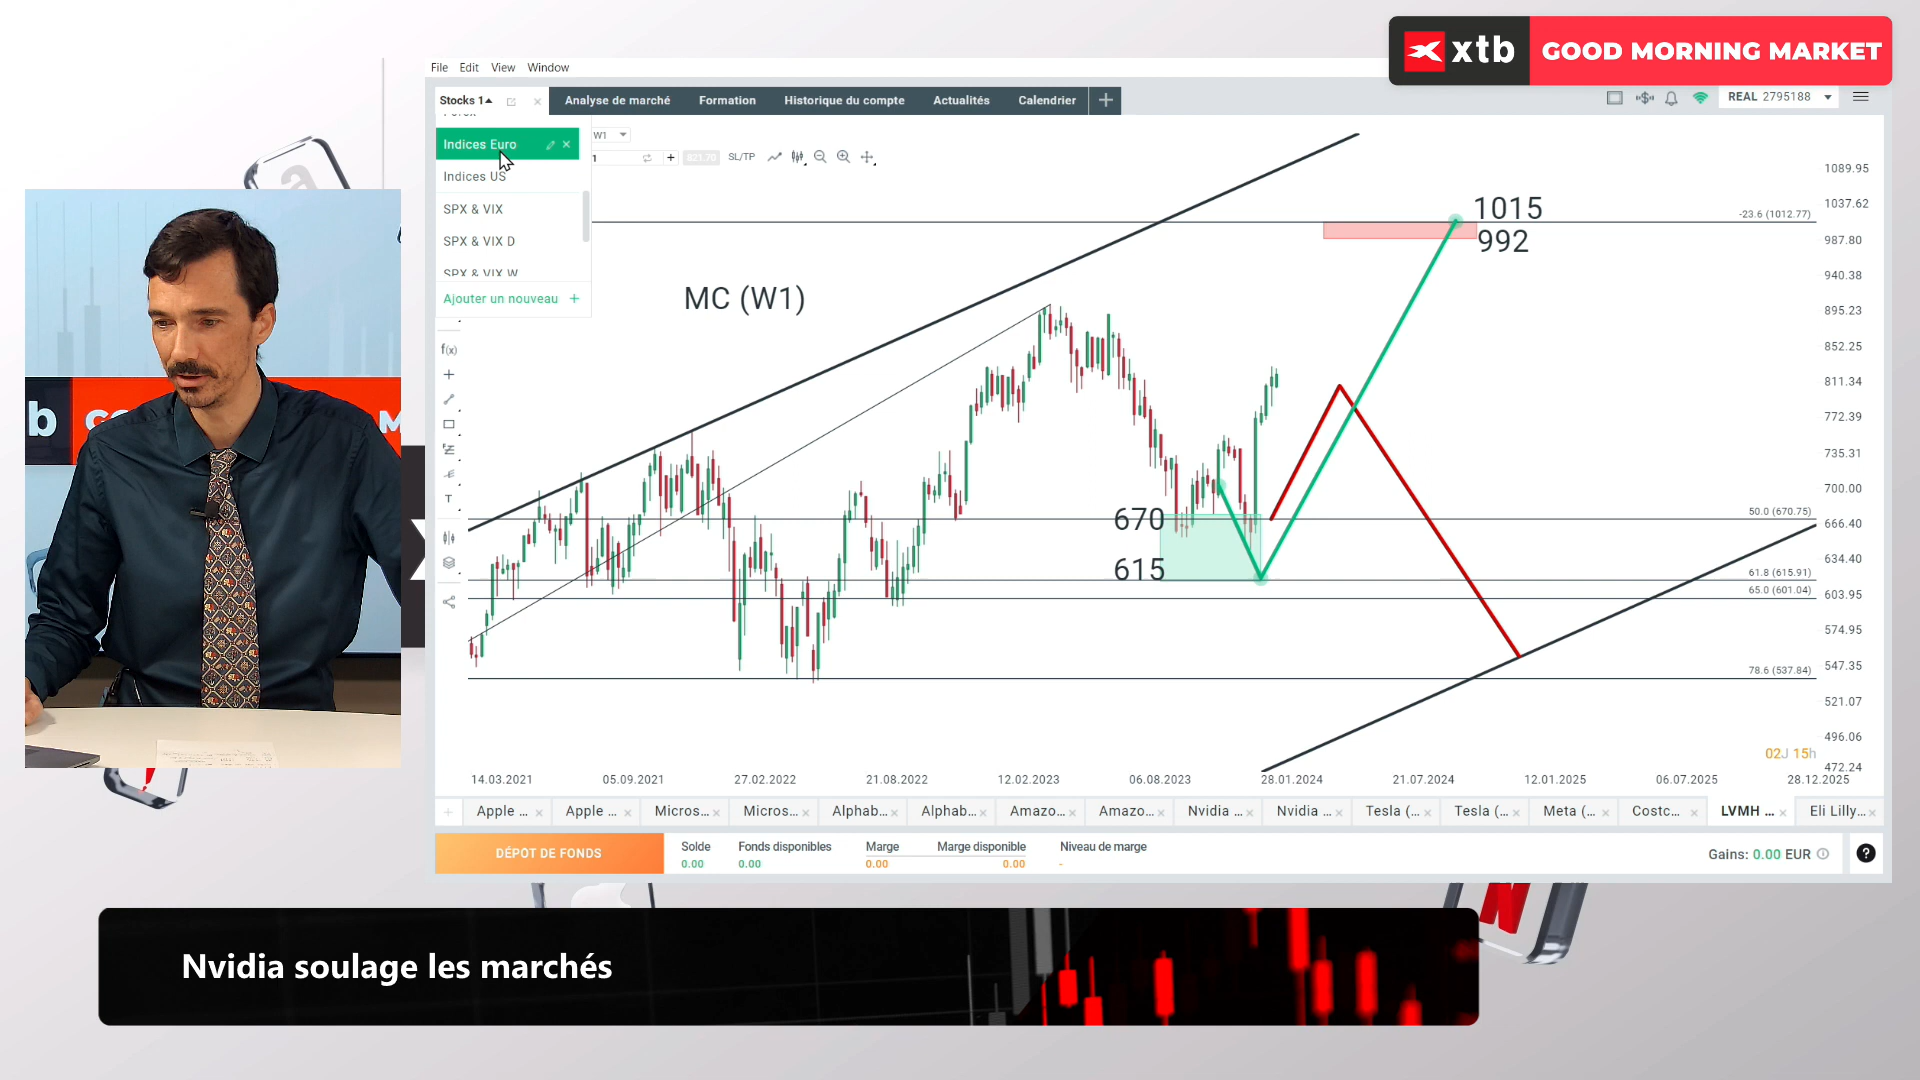 xtb GOOD MORNING MARKET
File Edit View Window
Stocks 1 Analyse de marché Formation Historique du compte Actualités Calendrier
REAL 2795188
Forex
Indices Euro
Indices US
SPX & VIX
SPX & VIX D
SPX & VIX W
Ajouter un nouveau +
W1
1 + 821.70 SL/TP
MC (W1)
1015
992
670
615
-23.6 (1012.77)
50.0 (670.75)
61.8 (615.91)
65.0 (601.04)
78.6 (537.84)
1089.95
1037.62
987.80
940.38
895.23
852.25
811.34
772.39
735.31
700.00
666.40
634.40
603.95
574.95
547.35
521.07
496.06
472.24
02J 15h
f(x)
T
14.03.2021 05.09.2021 27.02.2022 21.08.2022 12.02.2023 06.08.2023 28.01.2024 21.07.2024 12.01.2025 06.07.2025 28.12.2025
Apple ... Apple ... Micros... Micros... Alphab... Alphab... Amazo... Amazo... Nvidia ... Nvidia ... Tesla (... Tesla (... Meta (... Costc... LVMH ... Eli Lilly...
DÉPOT DE FONDS
Solde Fonds disponibles Marge Marge disponible Niveau de marge
0.00 0.00 0.00 0.00 -
Gains: 0.00 EUR
?
Nvidia soulage les marchés